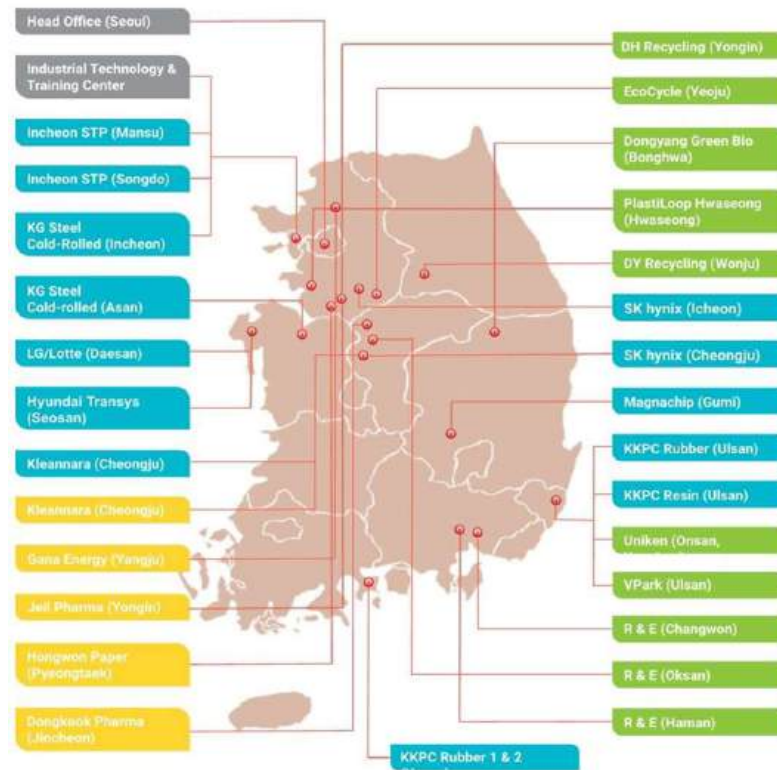 Head Office (Seoul)
Industrial Technology &
Training Center
Incheon STP (Mansu)
Incheon STP (Songdo)
KG Steel
Cold-Rolled (Incheon)
KG Steel
Cold-rolled (Asan)
LG/Lotte (Daesan)
Hyundai Transys
(Seosan)
Kleannara (Cheongju)
Kleannara (Cheongju)
Gana Energy (Yangju)
Jeil Pharma (Yongin)
Hongwon Paper
(Pyeongtaek)
Dongkook Pharma
(Jincheon)
DH Recycling (Yongin)
EcoCycle (Yeoju)
Dongyang Green Bio
(Bonghwa)
PlastiLoop Hwaseong
(Hwaseong)
DY Recycling (Wonju)
SK hynix (Icheon)
SK hynix (Cheongju)
Magnachip (Gumi)
KKPC Rubber (Ulsan)
KKPC Resin (Ulsan)
Uniken (Onsan,
VPark (Ulsan)
R & E (Changwon)
R & E (Oksan)
R & E (Haman)
KKPC Rubber 1 & 2